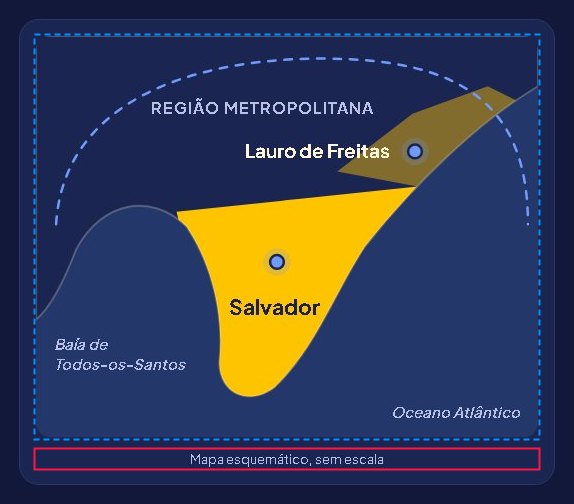 REGIÃO METROPOLITANA
Lauro de Freitas
Salvador
Baía de
Todos-os-Santos
Oceano Atlântico
Mapa esquemático, sem escala